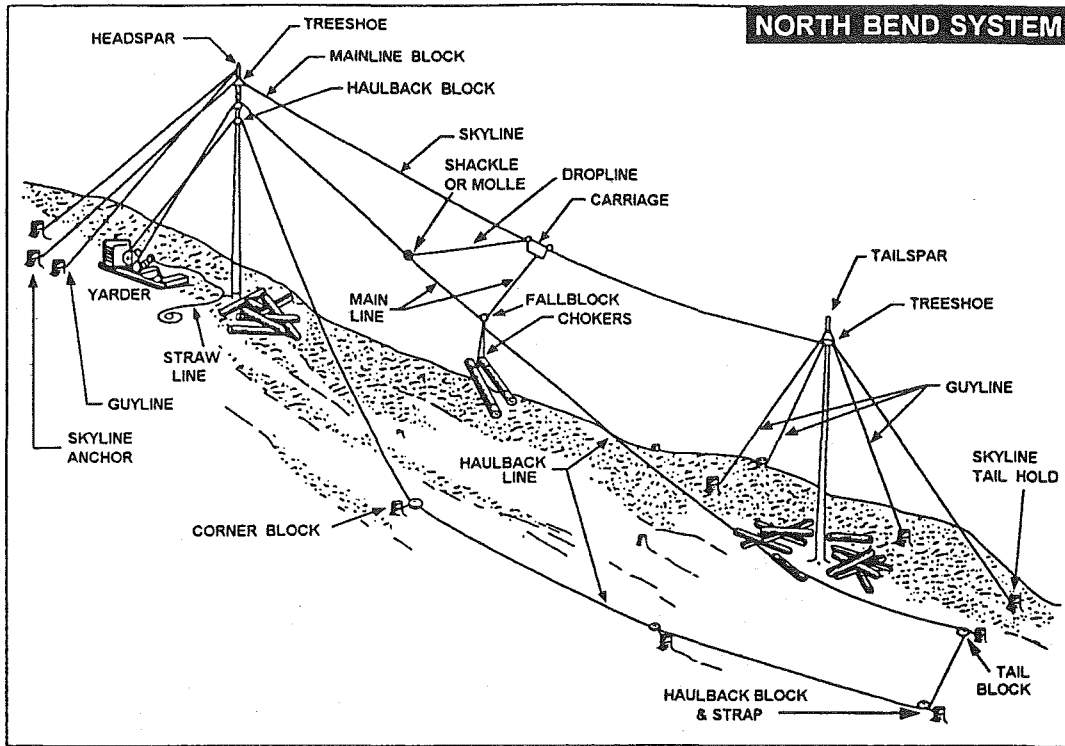 NORTH BEND SYSTEM
HEADSPAR
TREESHOE
MAINLINE BLOCK
HAULBACK BLOCK
SKYLINE
SHACKLE
OR MOLLE
DROPLINE
CARRIAGE
TAILSPAR
TREESHOE
YARDER
MAIN
LINE
FALLBLOCK
CHOKERS
STRAW
LINE
GUYLINE
GUYLINE
SKYLINE
ANCHOR
HAULBACK
LINE
SKYLINE
TAIL HOLD
CORNER BLOCK
TAIL
BLOCK
HAULBACK BLOCK
& STRAP